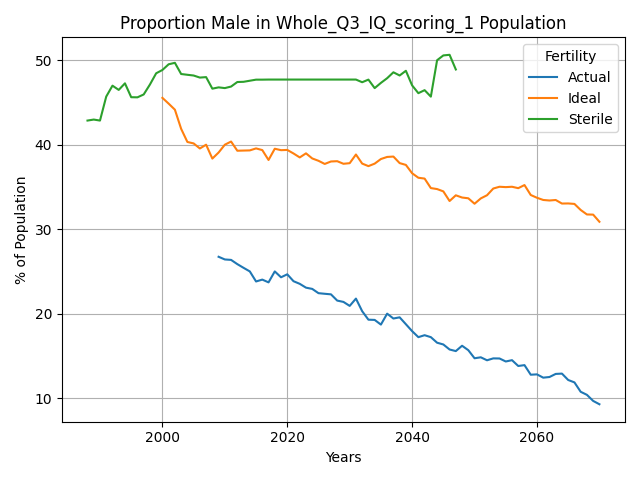 Proportion Male in Whole_Q3_IQ_scoring_1 Population
Fertility
Actual
Ideal
Sterile
% of Population
50
40
30
20
10
2000 2020 2040 2060
Years